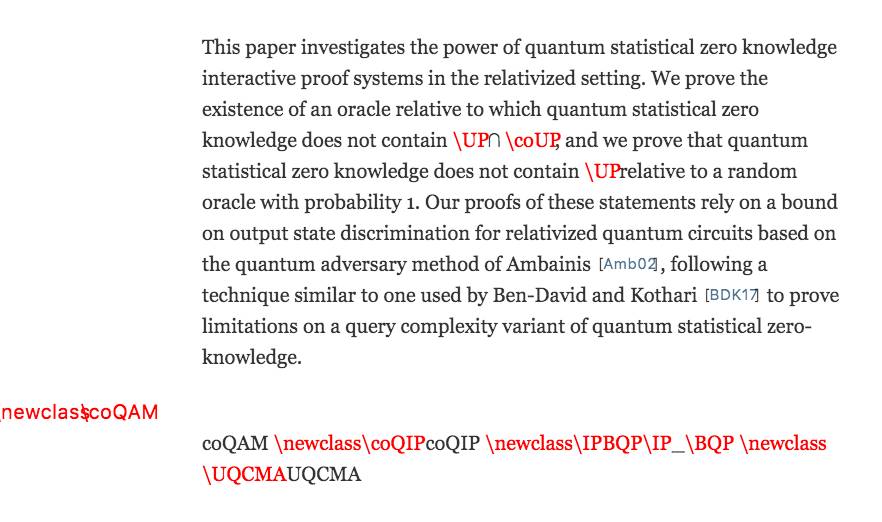 This paper investigates the power of quantum statistical zero knowledge
interactive proof systems in the relativized setting. We prove the
existence of an oracle relative to which quantum statistical zero
knowledge does not contain \UP∩ \coUP, and we prove that quantum
statistical zero knowledge does not contain \UPrelative to a random
oracle with probability 1. Our proofs of these statements rely on a bound
on output state discrimination for relativized quantum circuits based on
the quantum adversary method of Ambainis [Amb02], following a
technique similar to one used by Ben-David and Kothari [BDK17] to prove
limitations on a query complexity variant of quantum statistical zero-
knowledge.
\newclass\coQAM
coQAM \newclass\coQIPcoQIP \newclass\IPBQP\IP_\BQP \newclass
\UQCMAUQCMA